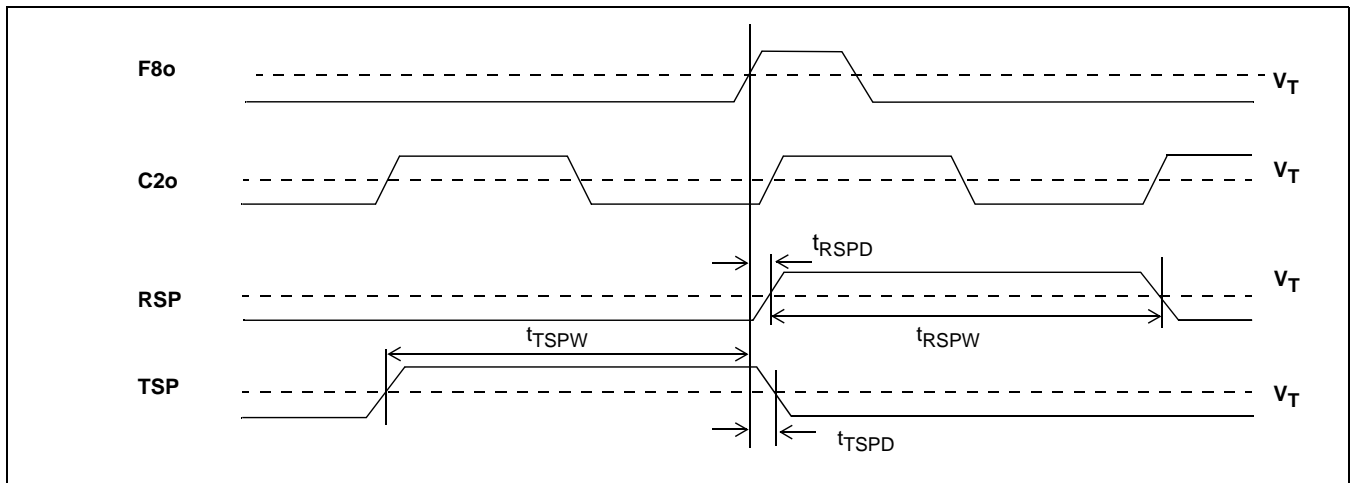 F8o
V_T
C2o
V_T
t_RSPD
RSP
V_T
t_TSPW
t_RSPW
TSP
V_T
t_TSPD